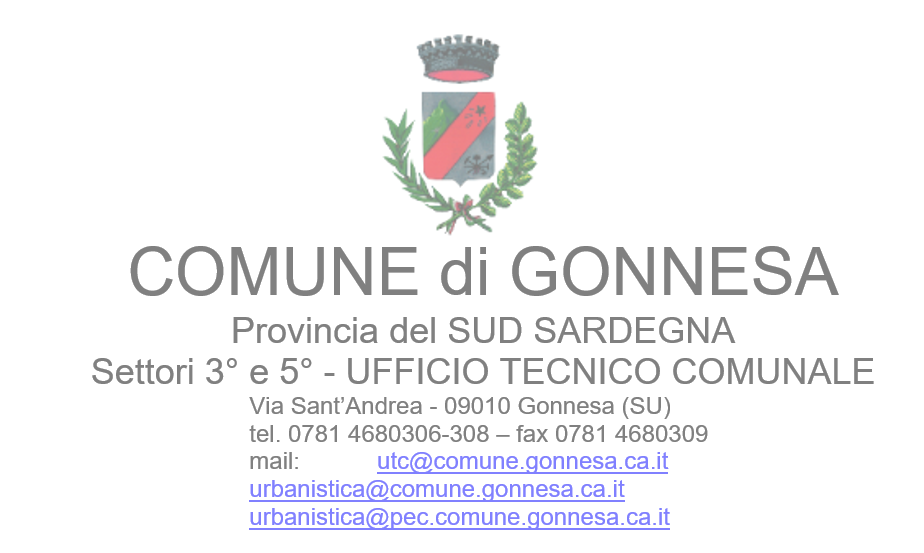 COMUNE di GONNESA
Provincia del SUD SARDEGNA
Settori 3° e 5° - UFFICIO TECNICO COMUNALE
Via Sant’Andrea - 09010 Gonnesa (SU)
tel. 0781 4680306-308 – fax 0781 4680309
mail: utc@comune.gonnesa.ca.it
urbanistica@comune.gonnesa.ca.it
urbanistica@pec.comune.gonnesa.ca.it